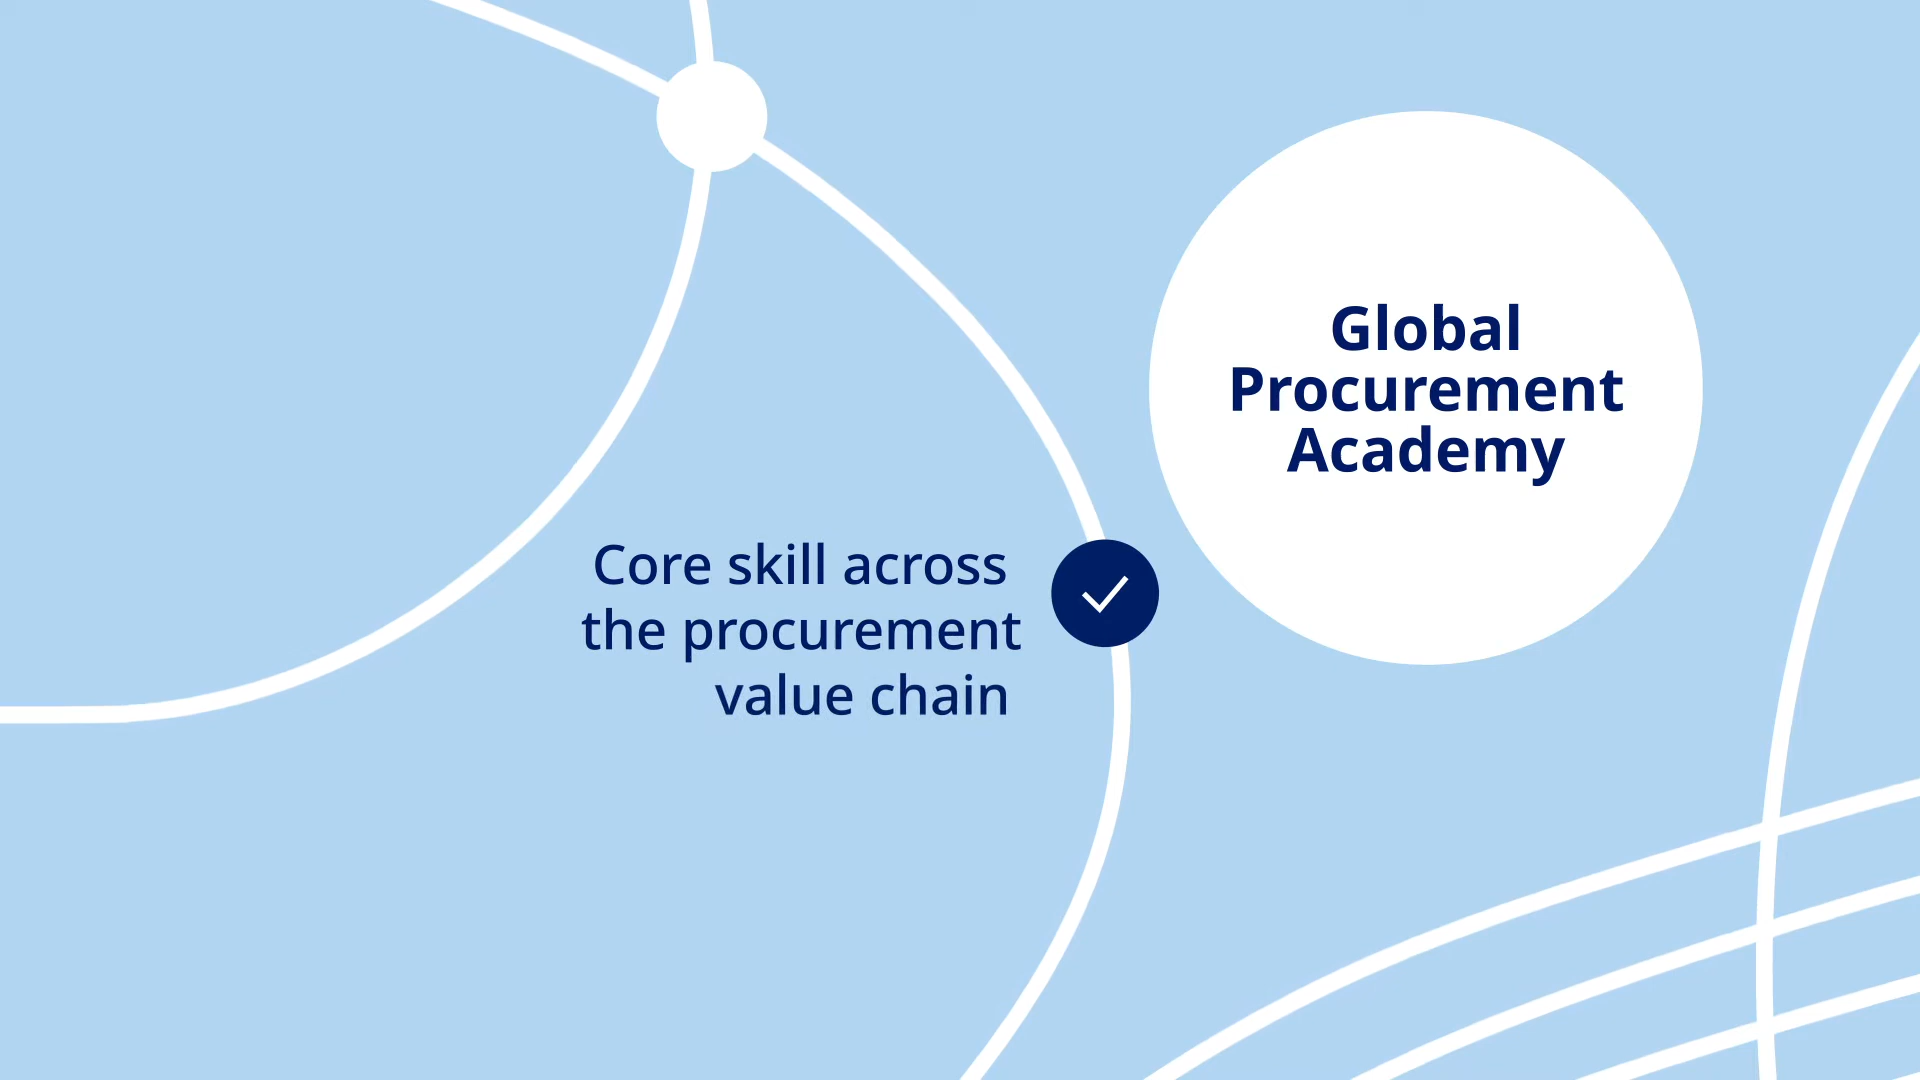 Global
Procurement
Academy
Core skill across
the procurement
value chain